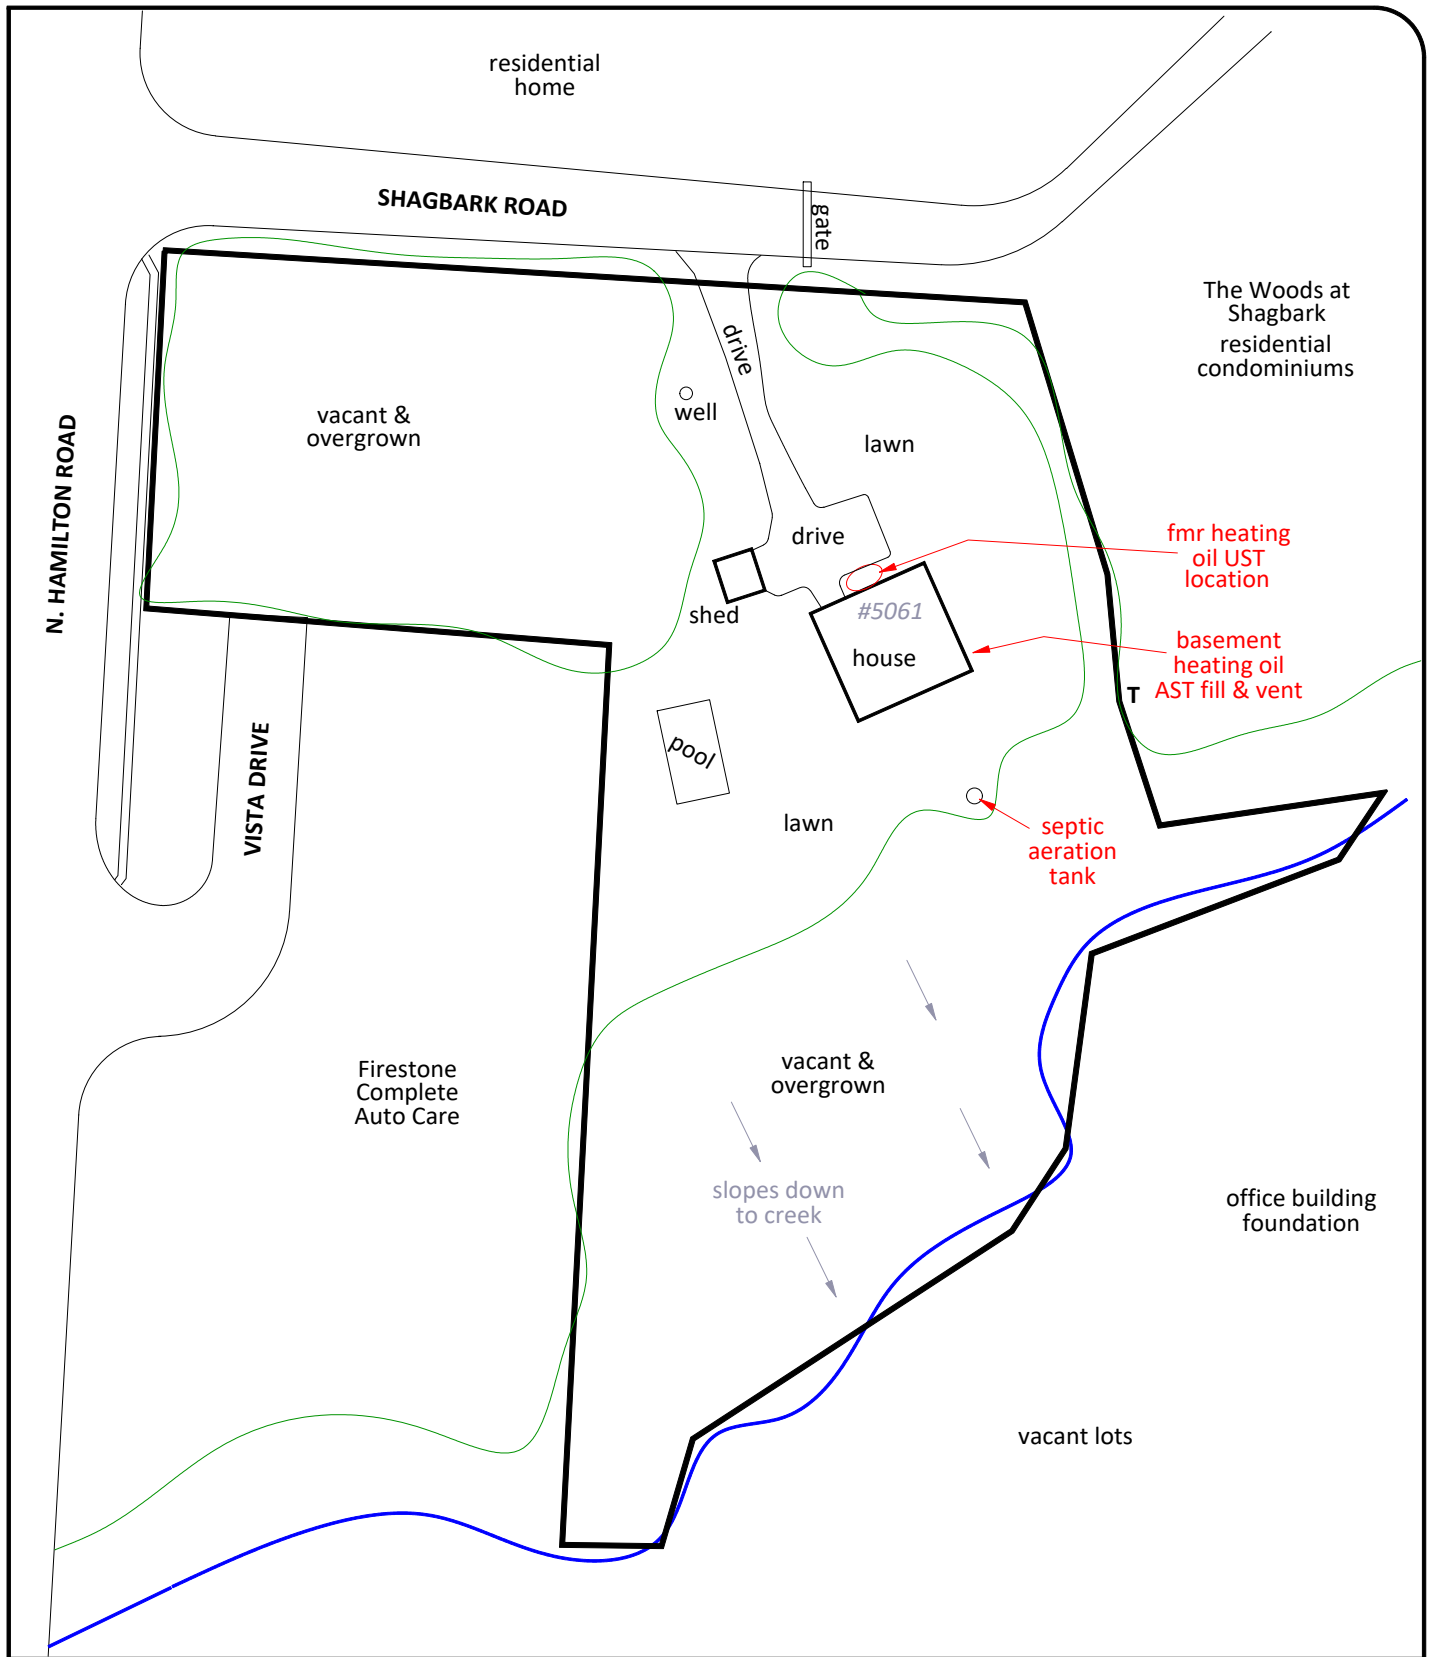 residential
home
SHAGBARK ROAD
gate
The Woods at
Shagbark
residential
condominiums
drive
well
vacant &
overgrown
lawn
N. HAMILTON ROAD
drive
fmr heating
oil UST
location
shed
#5061
house
basement
heating oil
AST fill & vent
T
pool
VISTA DRIVE
lawn
septic
aeration
tank
Firestone
Complete
Auto Care
vacant &
overgrown
slopes down
to creek
office building
foundation
vacant lots